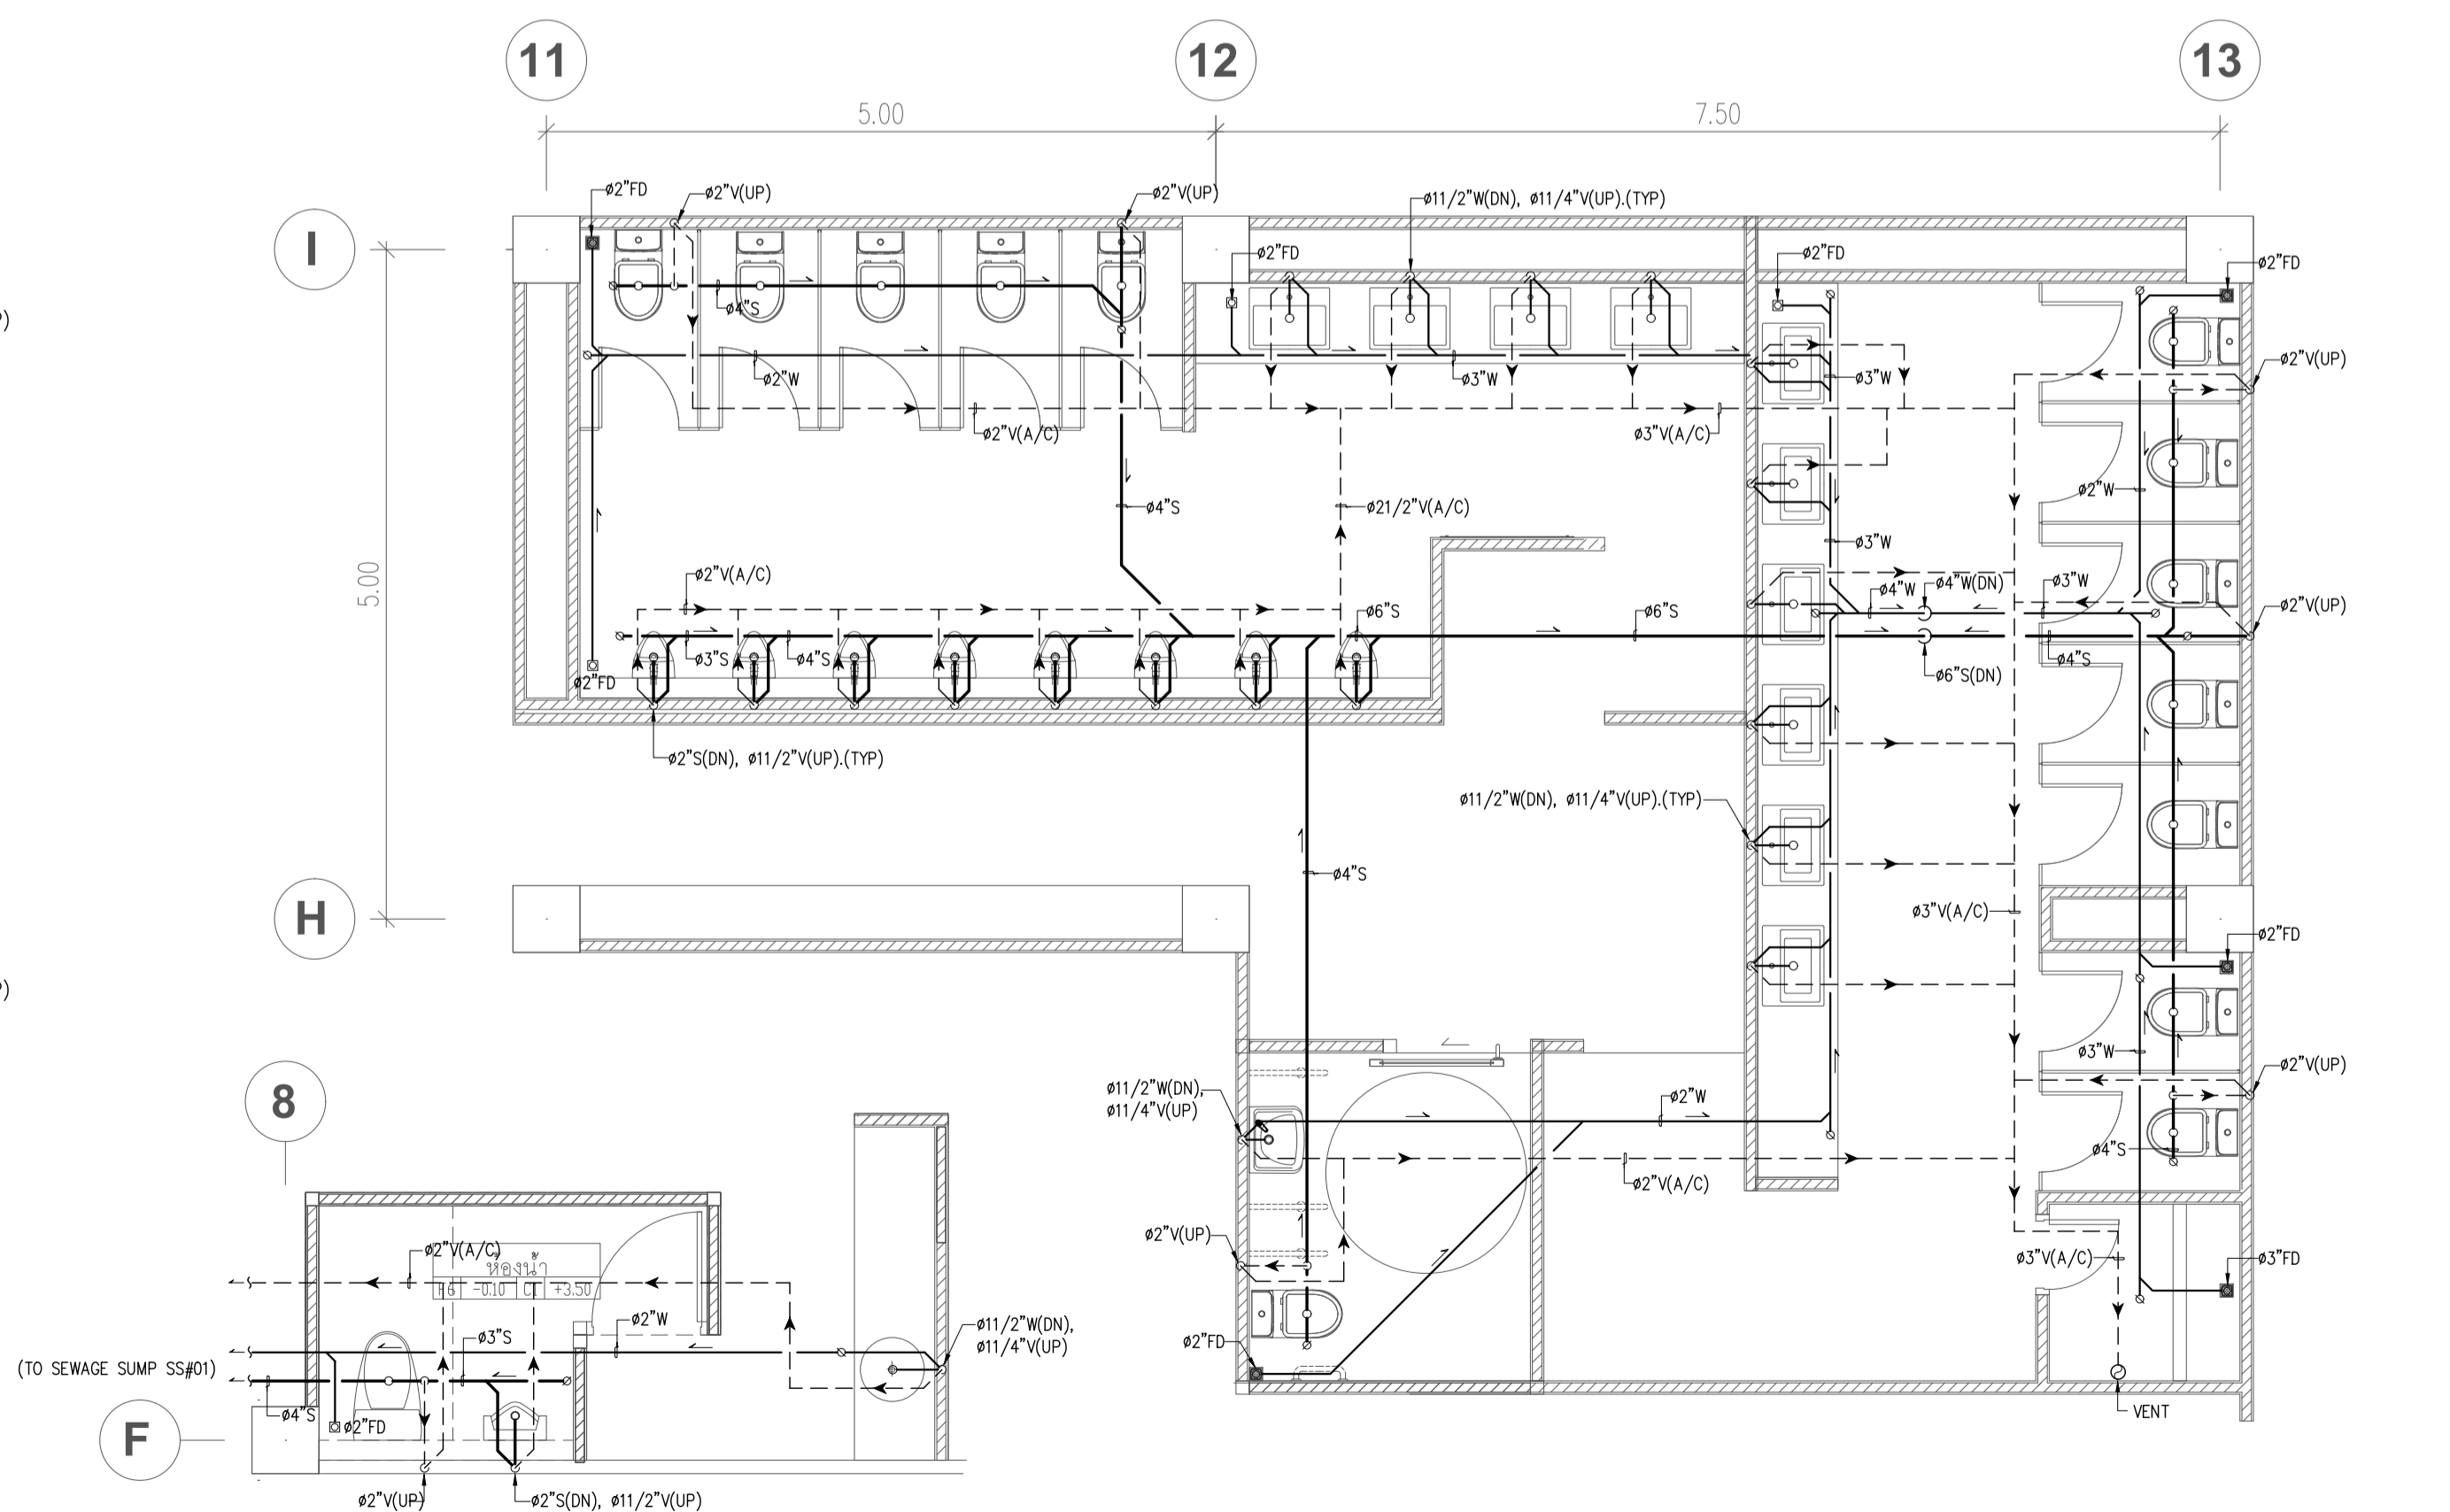 11
12
13
5.00
7.50
ø2"FD
ø2"V(UP)
ø2"V(UP)
ø11/2"W(DN), ø11/4"V(UP).(TYP)
I
ø2"FD
ø2"FD
ø2"FD
ø4"S
ø2"W
ø3"W
ø3"W
ø2"V(UP)
ø2"V(A/C)
ø3"V(A/C)
ø4"S
ø21/2"V(A/C)
ø2"W
ø3"W
5.00
ø2"V(A/C)
ø6"S
ø6"S
ø4"W
ø4"W(DN)
ø3"W
ø2"V(UP)
ø3"S
ø4"S
ø4"S
ø2"FD
ø6"S(DN)
ø2"S(DN), ø11/2"V(UP).(TYP)
ø11/2"W(DN), ø11/4"V(UP).(TYP)
ø4"S
H
ø3"V(A/C)
ø2"FD
ø3"W
ø2"V(UP)
8
ø11/2"W(DN),
ø11/4"V(UP)
ø2"W
ø4"S
ø2"V(A/C)
ø2"V(UP)
ø2"V(A/C)
ห้องน้ำ
-0.10
+3.50
ø3"V(A/C)
ø3"FD
ø3"S
ø2"W
ø11/2"W(DN),
ø11/4"V(UP)
ø2"FD
(TO SEWAGE SUMP SS#01)
ø4"S
ø2"FD
VENT
F
ø2"V(UP)
ø2"S(DN), ø11/2"V(UP)